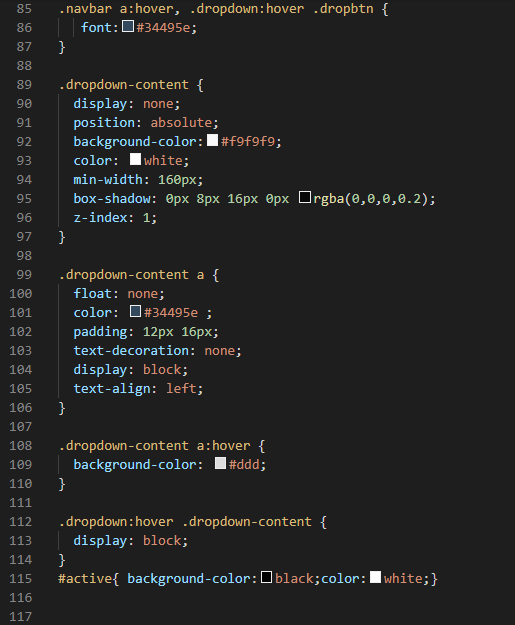 85 .navbar a:hover, .dropdown:hover .dropbtn {
86 font: #34495e;
87 }
88
89 .dropdown-content {
90 display: none;
91 position: absolute;
92 background-color: #f9f9f9;
93 color: white;
94 min-width: 160px;
95 box-shadow: 0px 8px 16px 0px rgba(0,0,0,0.2);
96 z-index: 1;
97 }
98
99 .dropdown-content a {
100 float: none;
101 color: #34495e ;
102 padding: 12px 16px;
103 text-decoration: none;
104 display: block;
105 text-align: left;
106 }
107
108 .dropdown-content a:hover {
109 background-color: #ddd;
110 }
111
112 .dropdown:hover .dropdown-content {
113 display: block;
114 }
115 #active{ background-color: black;color: white;}
116
117